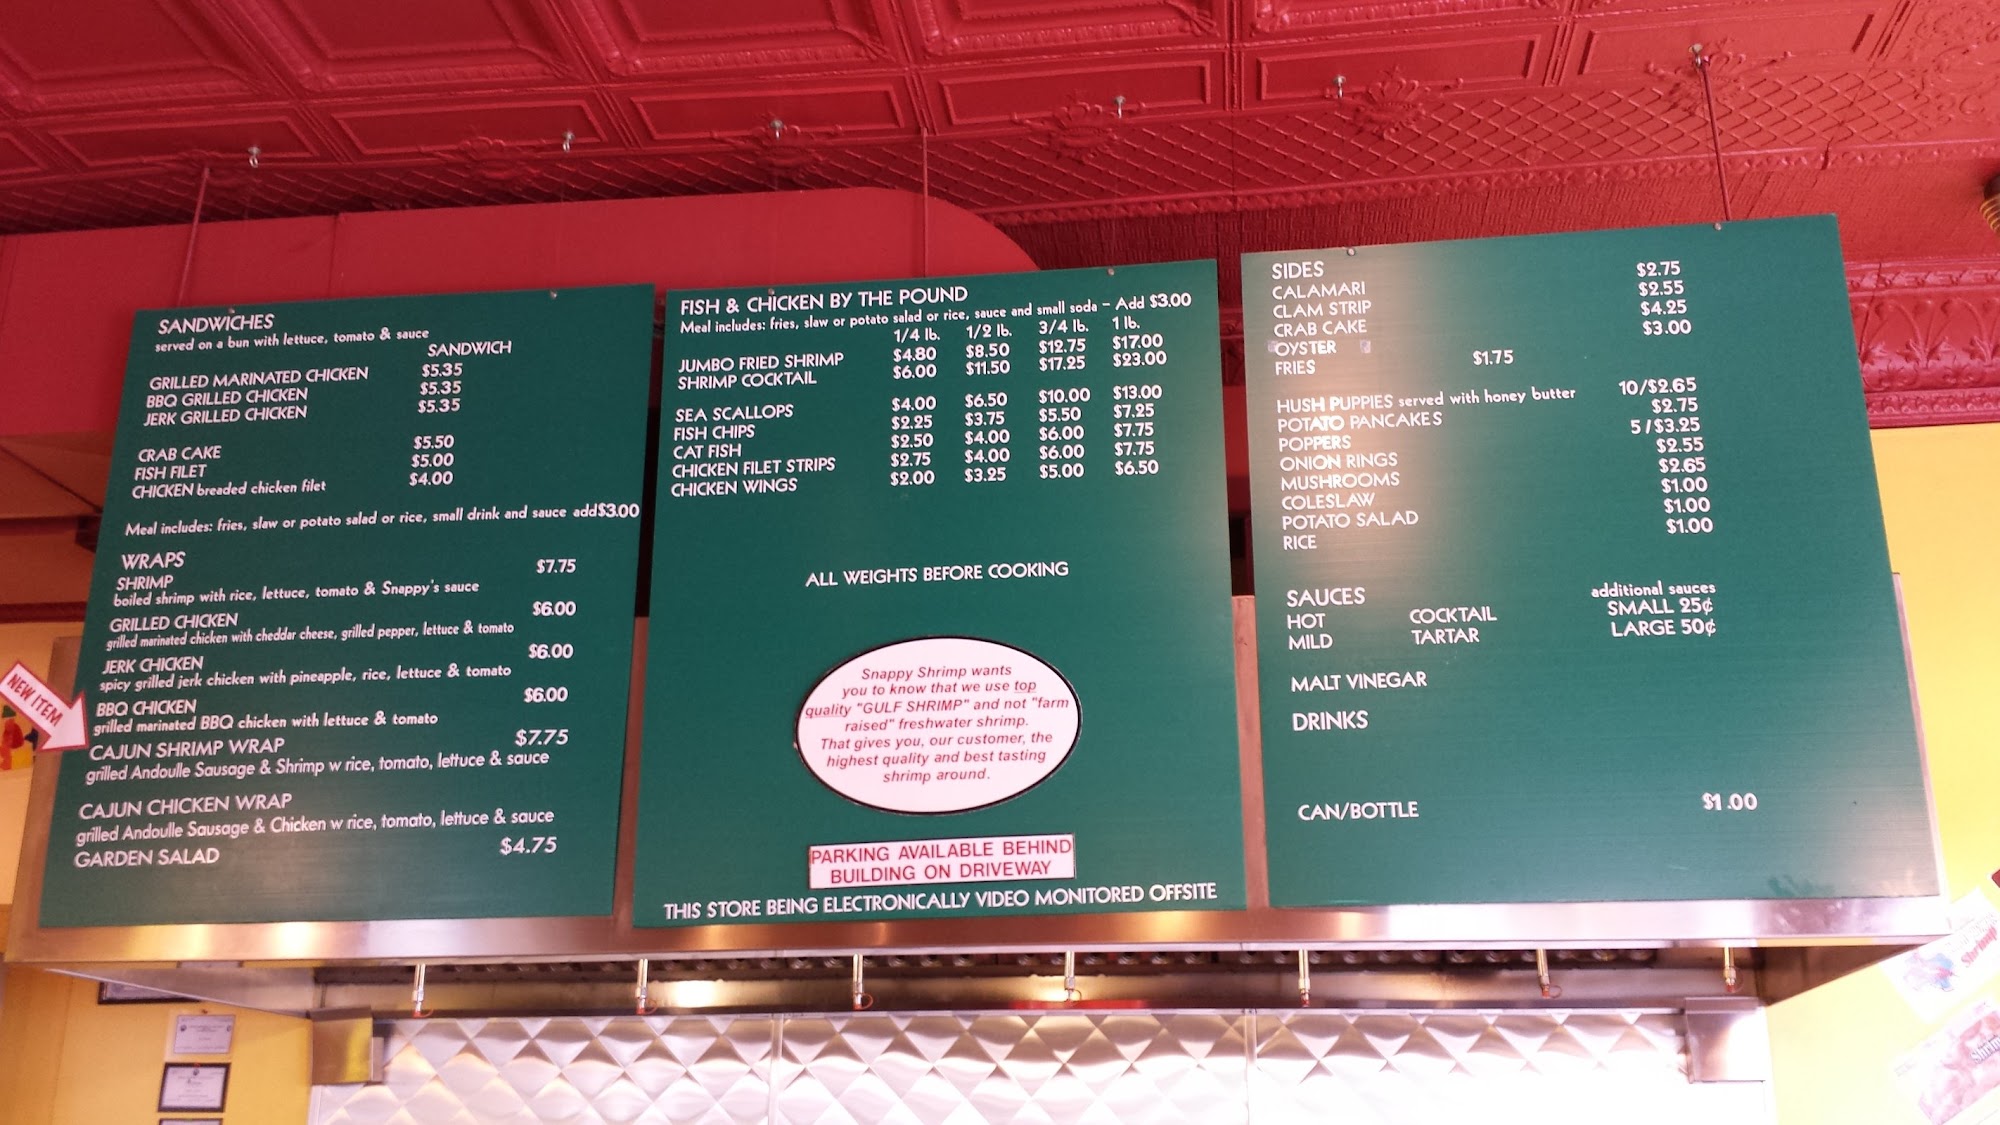 SANDWICHES
served on a bun with lettuce, tomato & sauce
SANDWICH
GRILLED MARINATED CHICKEN $5.35
BBQ GRILLED CHICKEN $5.35
JERK GRILLED CHICKEN $5.35
CRAB CAKE $5.50
FISH FILET $5.00
CHICKEN breaded chicken filet $4.00
Meal includes: fries, slaw or potato salad or rice, small drink and sauce add $3.00
WRAPS
SHRIMP $7.75
boiled shrimp with rice, lettuce, tomato & Snappy's sauce
GRILLED CHICKEN $6.00
grilled marinated chicken with cheddar cheese, grilled pepper, lettuce & tomato
JERK CHICKEN $6.00
spicy grilled jerk chicken with pineapple, rice, lettuce & tomato
BBQ CHICKEN $6.00
grilled marinated BBQ chicken with lettuce & tomato
NEW ITEM
CAJUN SHRIMP WRAP $7.75
grilled Andoulle Sausage & Shrimp w rice, tomato, lettuce & sauce
CAJUN CHICKEN WRAP
grilled Andoulle Sausage & Chicken w rice, tomato, lettuce & sauce
GARDEN SALAD $4.75
FISH & CHICKEN BY THE POUND
Meal includes: fries, slaw or potato salad or rice, sauce and small soda – Add $3.00
1/4 lb. 1/2 lb. 3/4 lb. 1 lb.
JUMBO FRIED SHRIMP $4.80 $8.50 $12.75 $17.00
SHRIMP COCKTAIL $6.00 $11.50 $17.25 $23.00
SEA SCALLOPS $4.00 $6.50 $10.00 $13.00
FISH CHIPS $2.25 $3.75 $5.50 $7.25
CAT FISH $2.50 $4.00 $6.00 $7.75
CHICKEN FILET STRIPS $2.75 $4.00 $6.00 $7.75
CHICKEN WINGS $2.00 $3.25 $5.00 $6.50
ALL WEIGHTS BEFORE COOKING
Snappy Shrimp wants
you to know that we use top
quality "GULF SHRIMP" and not "farm
raised" freshwater shrimp.
That gives you, our customer, the
highest quality and best tasting
shrimp around.
PARKING AVAILABLE BEHIND
BUILDING ON DRIVEWAY
THIS STORE BEING ELECTRONICALLY VIDEO MONITORED OFFSITE
SIDES
CALAMARI $2.75
CLAM STRIP $2.55
CRAB CAKE $4.25
OYSTER $3.00
FRIES $1.75
HUSH PUPPIES served with honey butter 10/$2.65
POTATO PANCAKES $2.75
POPPERS 5/$3.25
ONION RINGS $2.55
MUSHROOMS $2.65
COLESLAW $1.00
POTATO SALAD $1.00
RICE $1.00
SAUCES additional sauces
HOT COCKTAIL SMALL 25¢
MILD TARTAR LARGE 50¢
MALT VINEGAR
DRINKS
CAN/BOTTLE $1.00
Shrimp